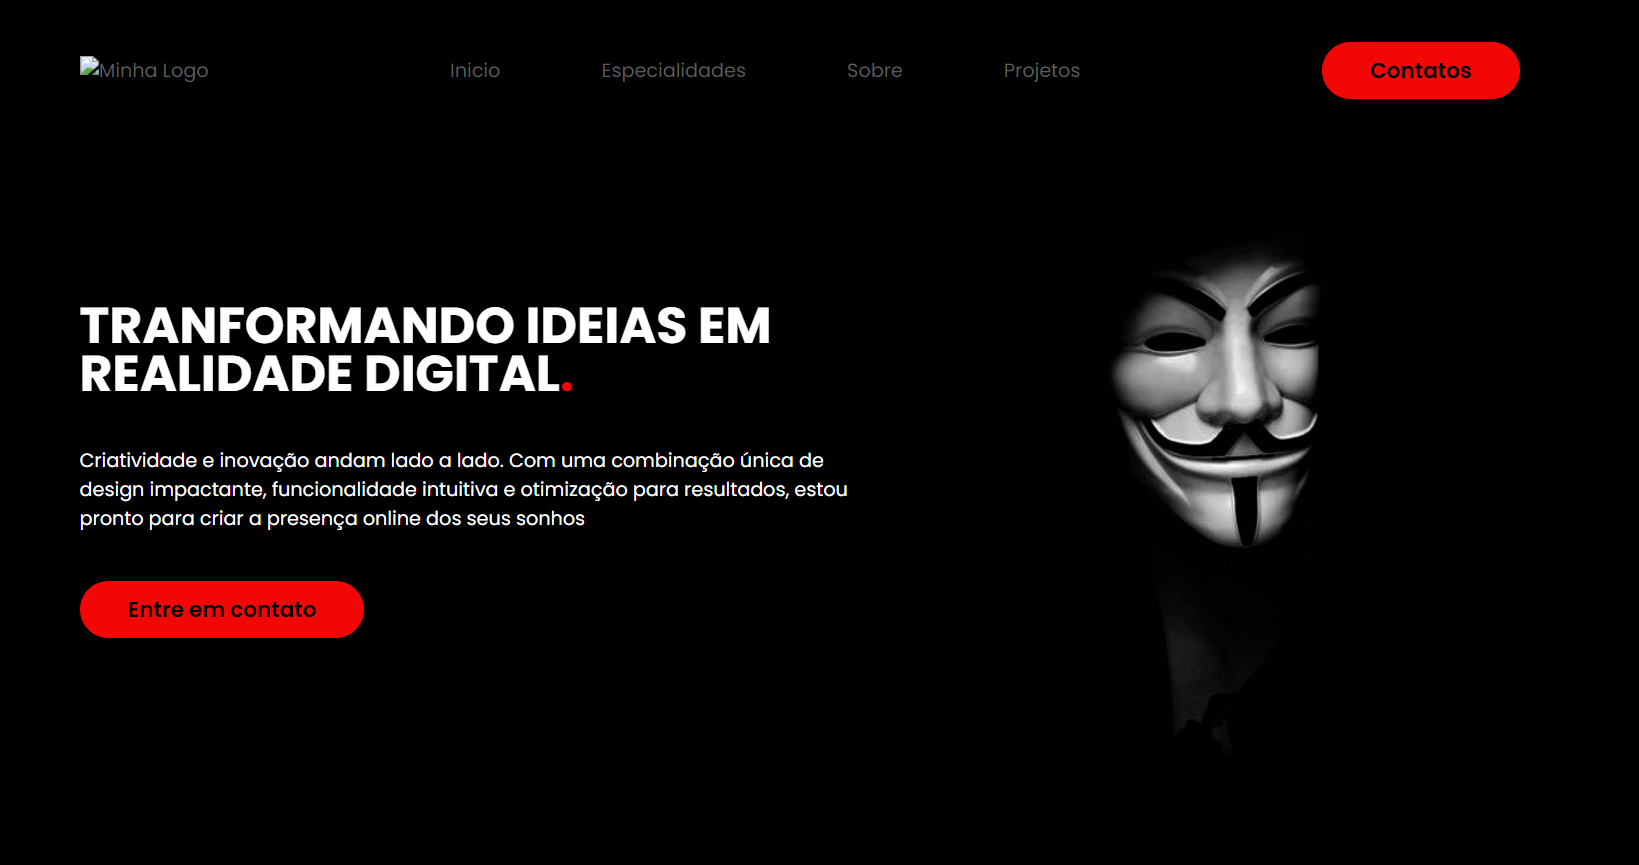 Minha Logo
Inicio
Especialidades
Sobre
Projetos
Contatos
TRANFORMANDO IDEIAS EM
REALIDADE DIGITAL.
Criatividade e inovação andam lado a lado. Com uma combinação única de
design impactante, funcionalidade intuitiva e otimização para resultados, estou
pronto para criar a presença online dos seus sonhos
Entre em contato